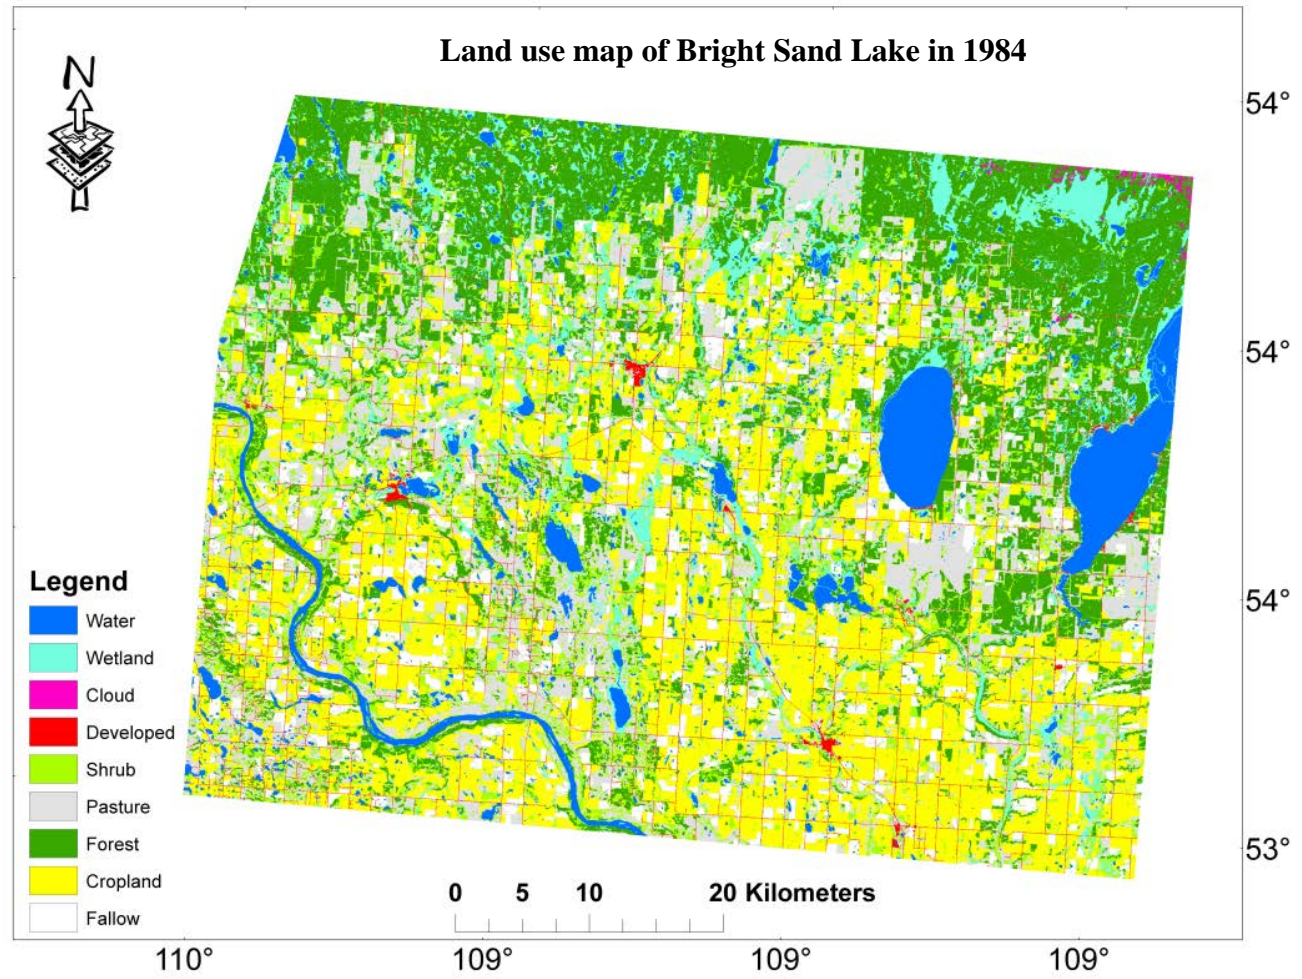 Land use map of Bright Sand Lake in 1984
N
54°
54°
54°
53°
Legend
Water
Wetland
Cloud
Developed
Shrub
Pasture
Forest
Cropland
Fallow
0 5 10 20 Kilometers
110° 109° 109° 109°